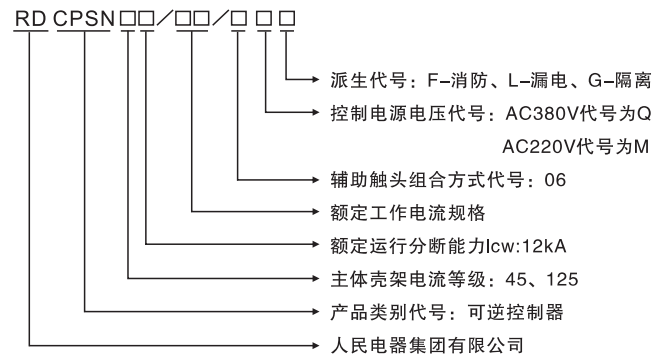 RD CPSN□□/□□/□ □ □
派生代号：F-消防、L-漏电、G-隔离
控制电源电压代号：AC380V代号为Q
AC220V代号为M
辅助触头组合方式代号：06
额定工作电流规格
额定运行分断能力Icw:12kA
主体壳架电流等级：45、125
产品类别代号：可逆控制器
人民电器集团有限公司